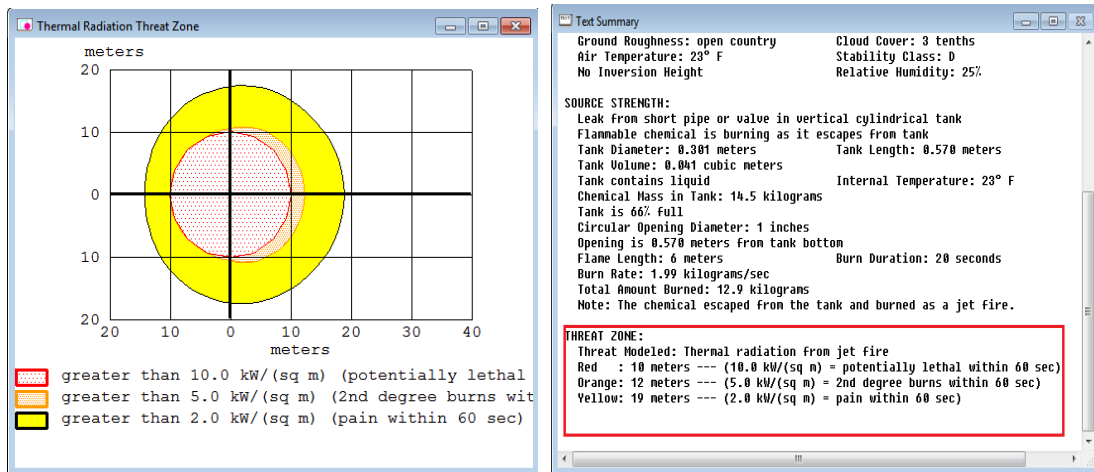 Thermal Radiation Threat Zone
meters
20
10
0
10
20
20 10 0 10 20 30 40
meters
greater than 10.0 kW/(sq m) (potentially lethal
greater than 5.0 kW/(sq m) (2nd degree burns wit
greater than 2.0 kW/(sq m) (pain within 60 sec)
TEXT Text Summary
Ground Roughness: open country Cloud Cover: 3 tenths
Air Temperature: 23° F Stability Class: D
No Inversion Height Relative Humidity: 25%
SOURCE STRENGTH:
Leak from short pipe or valve in vertical cylindrical tank
Flammable chemical is burning as it escapes from tank
Tank Diameter: 0.301 meters Tank Length: 0.570 meters
Tank Volume: 0.041 cubic meters
Tank contains liquid Internal Temperature: 23° F
Chemical Mass in Tank: 14.5 kilograms
Tank is 66% full
Circular Opening Diameter: 1 inches
Opening is 0.570 meters from tank bottom
Flame Length: 6 meters Burn Duration: 20 seconds
Burn Rate: 1.99 kilograms/sec
Total Amount Burned: 12.9 kilograms
Note: The chemical escaped from the tank and burned as a jet fire.
THREAT ZONE:
Threat Modeled: Thermal radiation from jet fire
Red : 10 meters --- (10.0 kW/(sq m) = potentially lethal within 60 sec)
Orange: 12 meters --- (5.0 kW/(sq m) = 2nd degree burns within 60 sec)
Yellow: 19 meters --- (2.0 kW/(sq m) = pain within 60 sec)